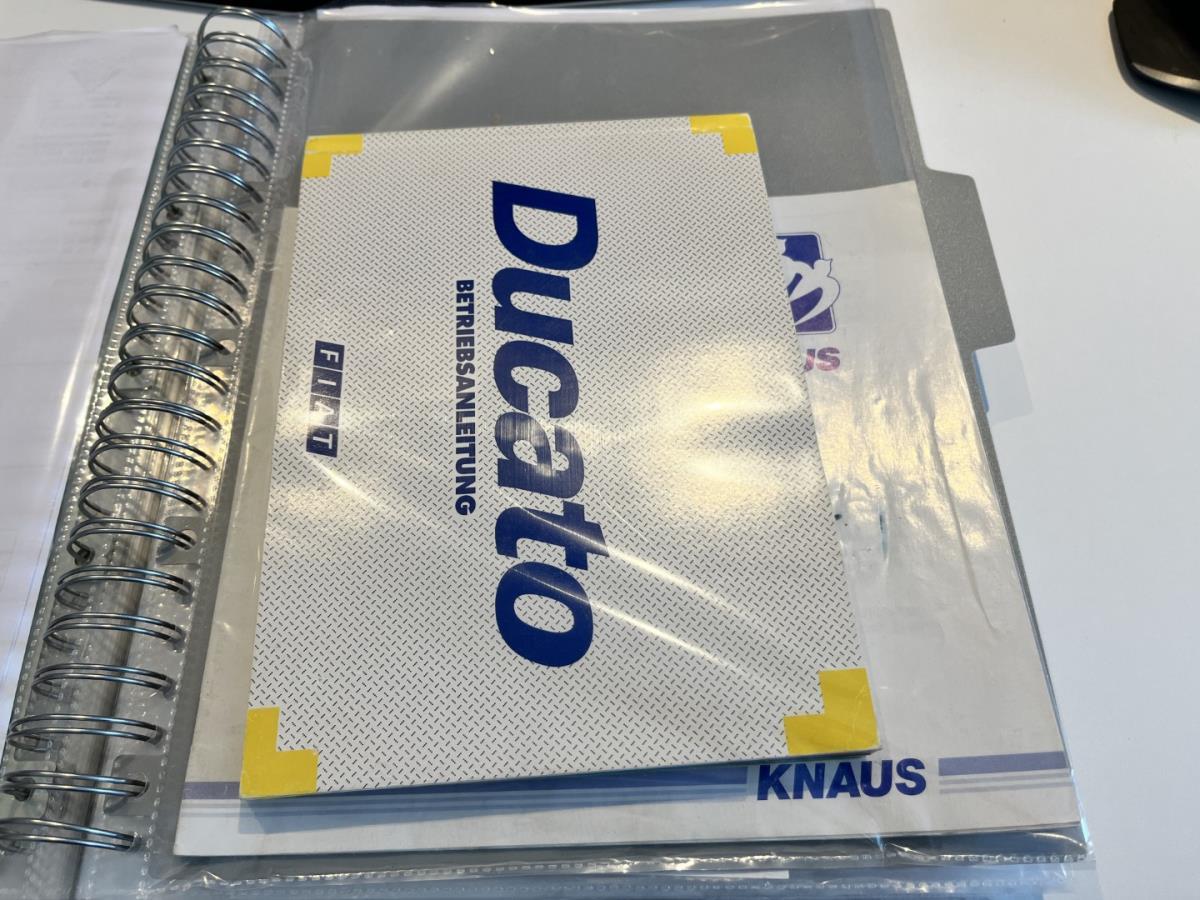 Ducato
BETRIEBSANLEITUNG
FIAT
KNAUS